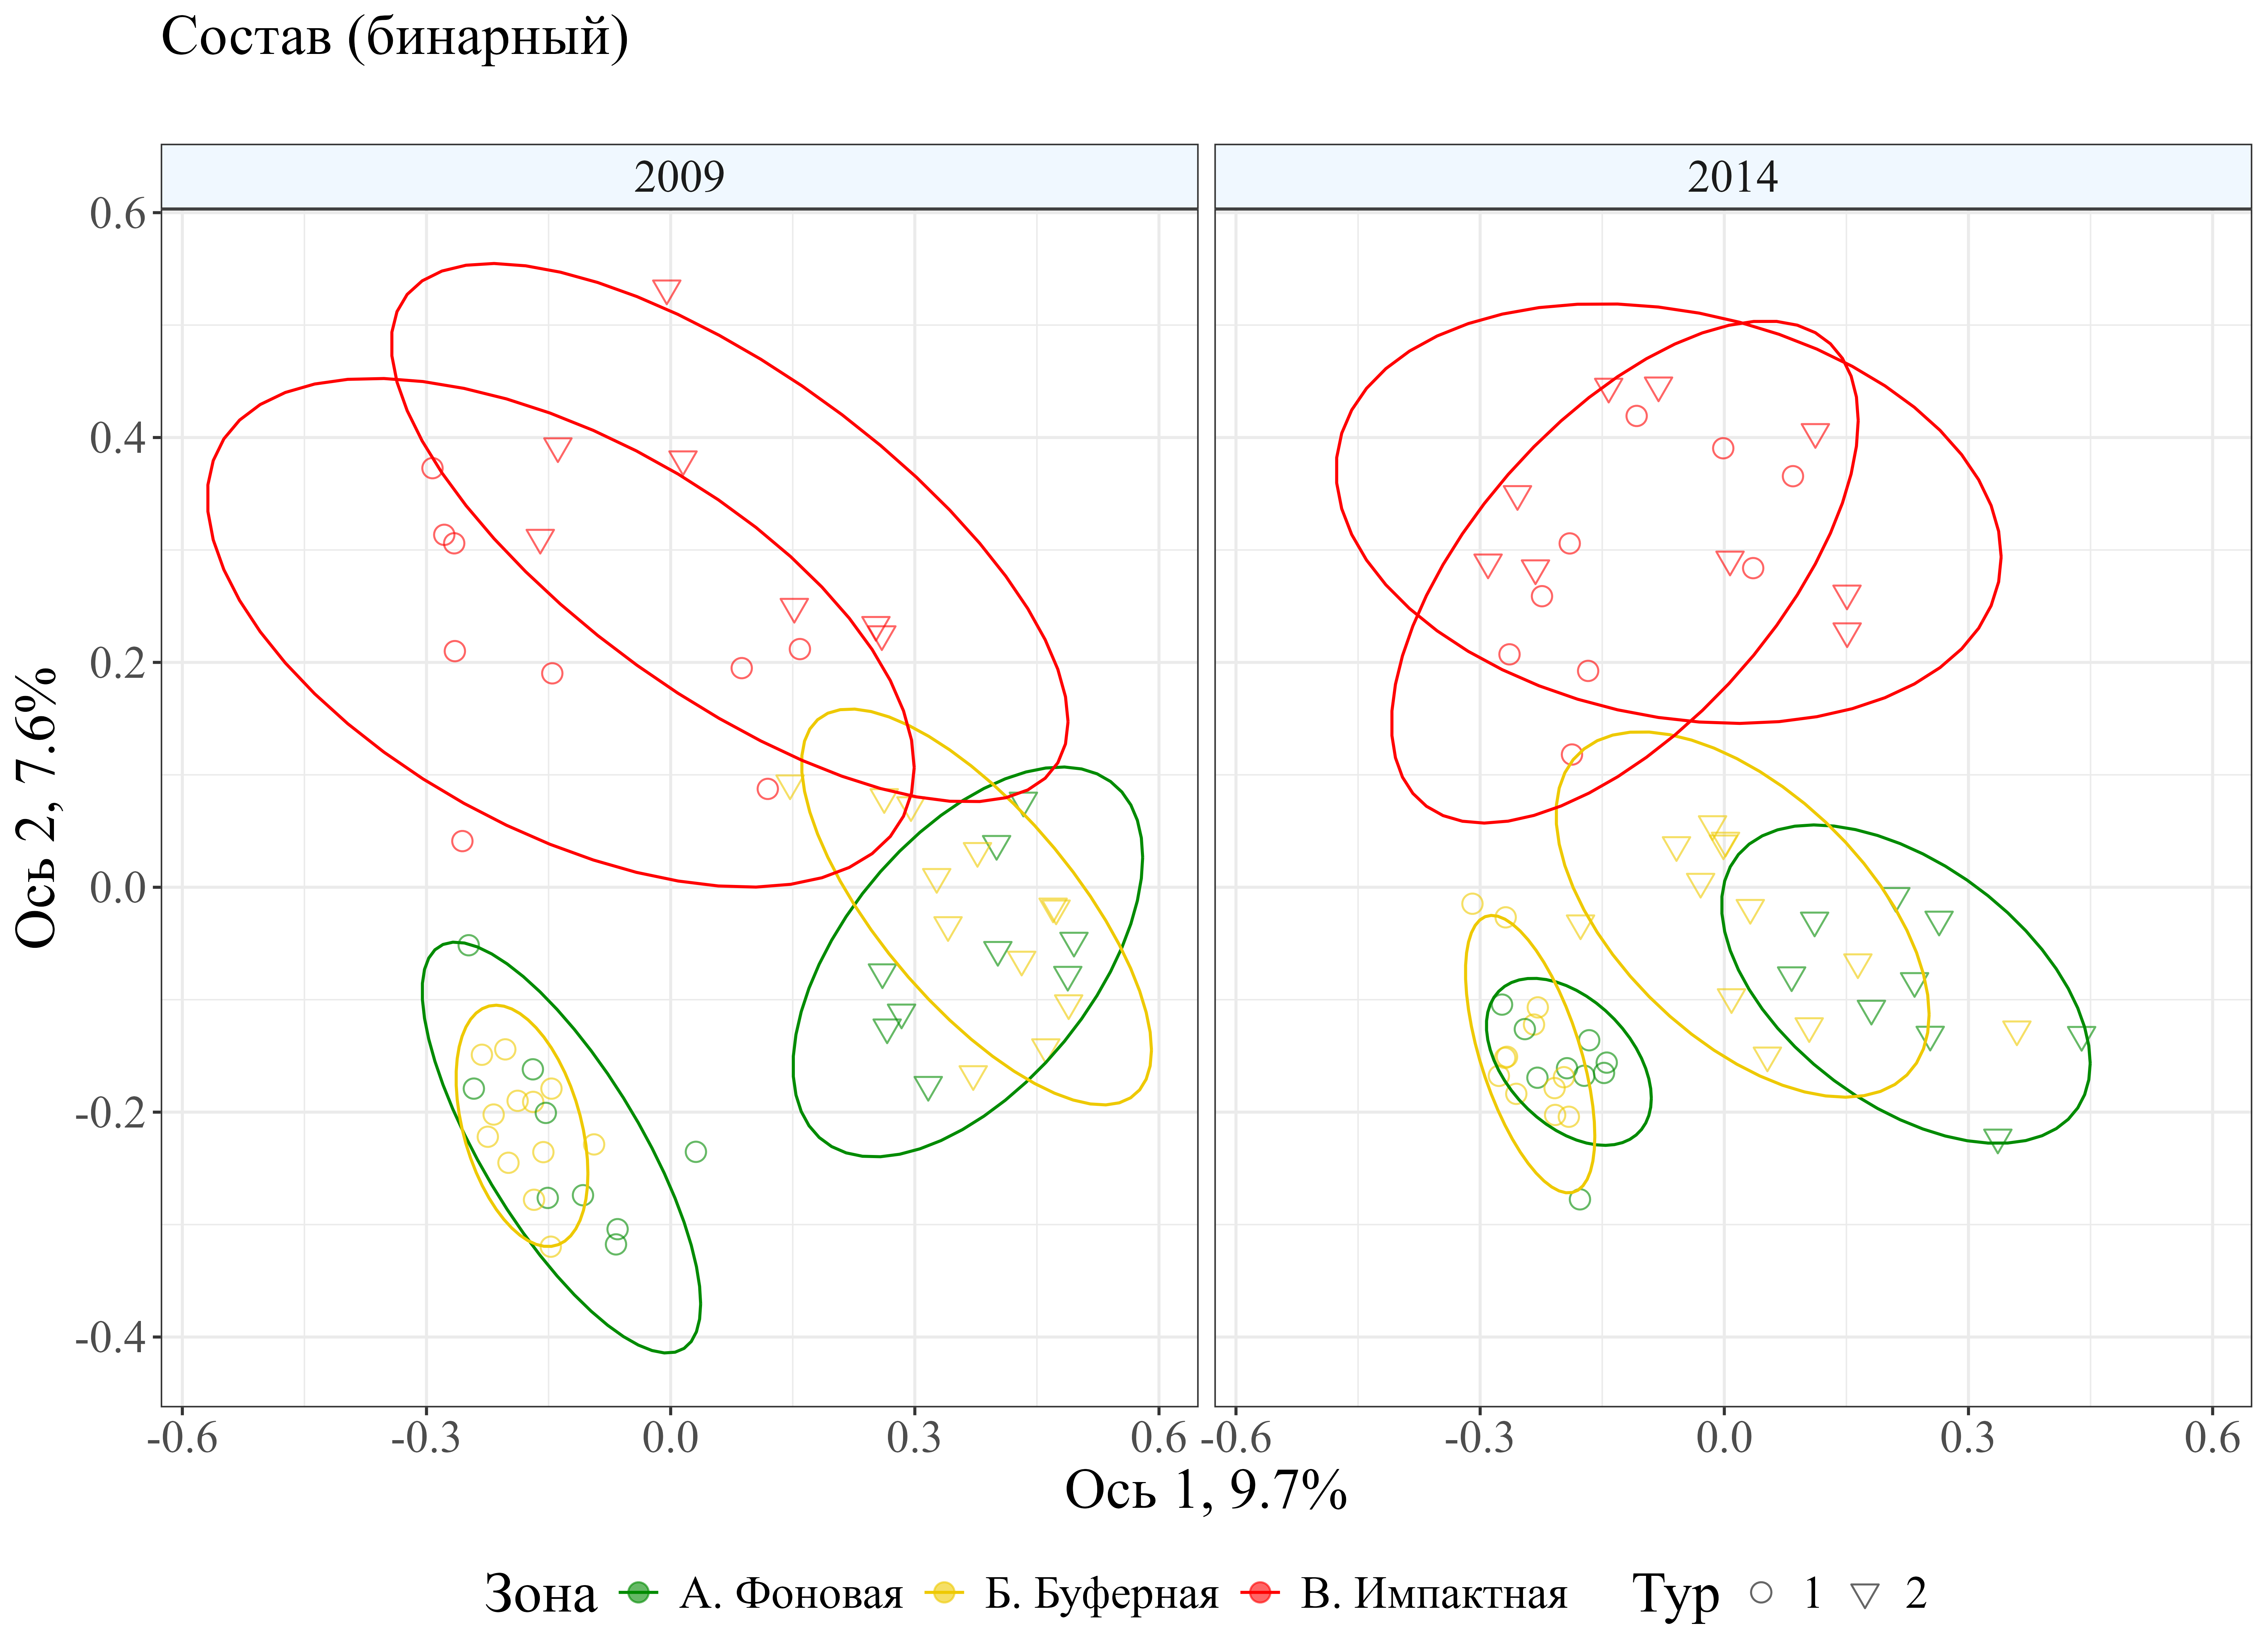 Состав (бинарный)
2009 2014
0.6
0.4
0.2
0.0
-0.2
-0.4
Ось 2, 7.6%
-0.6 -0.3 0.0 0.3 0.6 -0.6 -0.3 0.0 0.3 0.6
Ось 1, 9.7%
Зона А. Фоновая Б. Буферная В. Импактная Тур 1 2